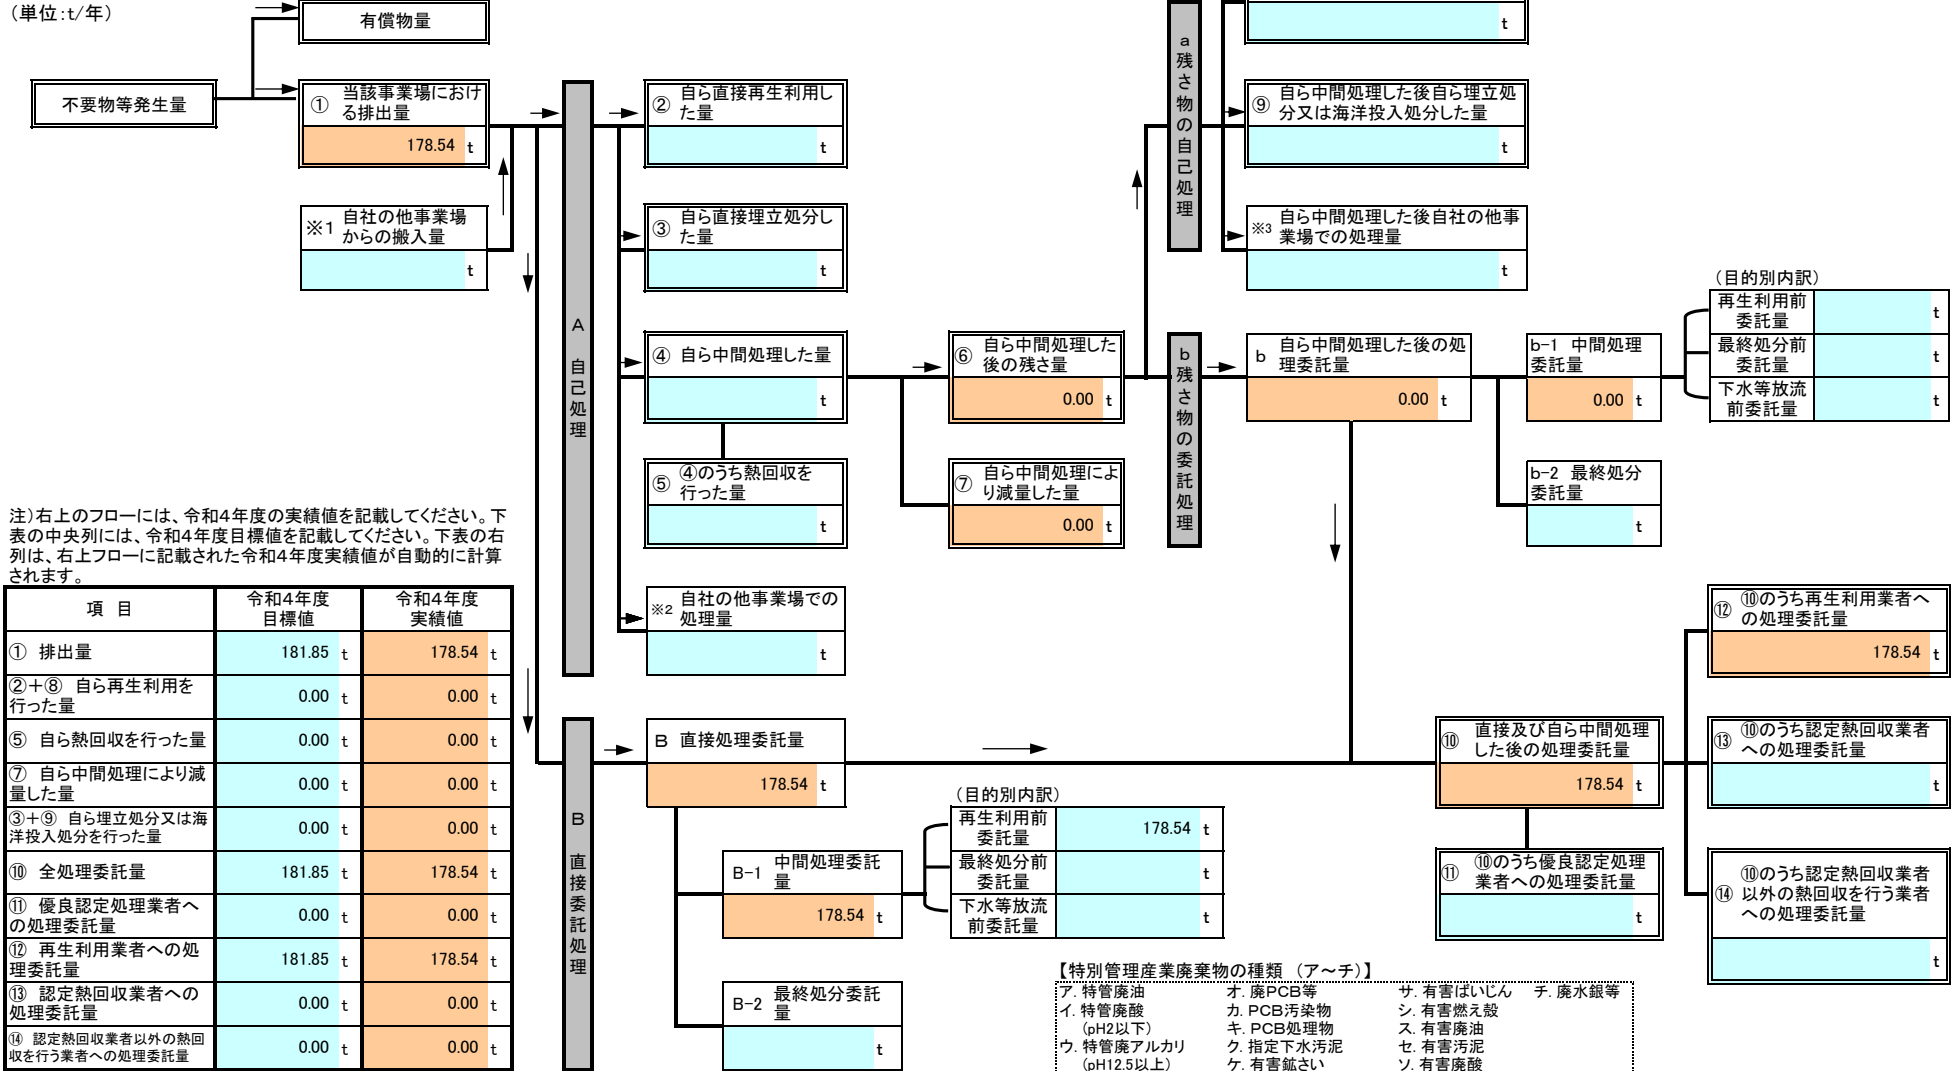 （単位：t/年）
有償物量
不要物等発生量
① 当該事業場におけ
る排出量
178.54 t
※1 自社の他事業場
からの搬入量
t
A 自己処理
② 自ら直接再生利用し
た量
t
③ 自ら直接埋立処分し
た量
t
④ 自ら中間処理した量
t
⑤ ④のうち熱回収を
行った量
t
※2 自社の他事業場での
処理量
t
⑥ 自ら中間処理した
後の残さ量
0.00 t
⑦ 自ら中間処理によ
り減量した量
0.00 t
a 残さ物の自己処理
t
⑨ 自ら中間処理した後自ら埋立処
分又は海洋投入処分した量
t
※3 自ら中間処理した後自社の他事
業場での処理量
t
b 残さ物の委託処理
b 自ら中間処理した後の処
理委託量
0.00 t
b-1 中間処理
委託量
0.00 t
（目的別内訳）
再生利用前
委託量
t
最終処分前
委託量
t
下水等放流
前委託量
t
b-2 最終処分
委託量
t
注）右上のフローには、令和4年度の実績値を記載してください。下
表の中央列には、令和4年度目標値を記載してください。下表の右
列は、右上フローに記載された令和4年度実績値が自動的に計算
されます。
項 目 令和4年度
目標値 令和4年度
実績値
① 排出量 181.85 t 178.54 t
②＋⑧ 自ら再生利用を
行った量 0.00 t 0.00 t
⑤ 自ら熱回収を行った量 0.00 t 0.00 t
⑦ 自ら中間処理により減
量した量 0.00 t 0.00 t
③＋⑨ 自ら埋立処分又は海
洋投入処分を行った量 0.00 t 0.00 t
⑩ 全処理委託量 181.85 t 178.54 t
⑪ 優良認定処理業者へ
の処理委託量 0.00 t 0.00 t
⑫ 再生利用業者への処
理委託量 181.85 t 178.54 t
⑬ 認定熱回収業者への
処理委託量 0.00 t 0.00 t
⑭ 認定熱回収業者以外の熱回
収を行う業者への処理委託量 0.00 t 0.00 t
B 直接委託処理
B 直接処理委託量
178.54 t
B-1 中間処理委託
量
178.54 t
（目的別内訳）
再生利用前
委託量
178.54 t
最終処分前
委託量
t
下水等放流
前委託量
t
B-2 最終処分委託
量
t
⑩ 直接及び自ら中間処理
した後の処理委託量
178.54 t
⑪ ⑩のうち優良認定処理
業者への処理委託量
t
⑫ ⑩のうち再生利用業者へ
の処理委託量
178.54 t
⑬ ⑩のうち認定熱回収業者
への処理委託量
t
⑭ ⑩のうち認定熱回収業者
以外の熱回収を行う業者
への処理委託量
t
【特別管理産業廃棄物の種類 （ア～チ）】
ア. 特管廃油 オ. 廃PCB等 サ. 有害ばいじん チ. 廃水銀等
イ. 特管廃酸 カ. PCB汚染物 シ. 有害燃え殻
（pH2以下） キ. PCB処理物 ス. 有害廃油
ウ. 特管廃アルカリ ク. 指定下水汚泥 セ. 有害汚泥
（pH12.5以上） ケ. 有害鉱さい ソ. 有害廃酸